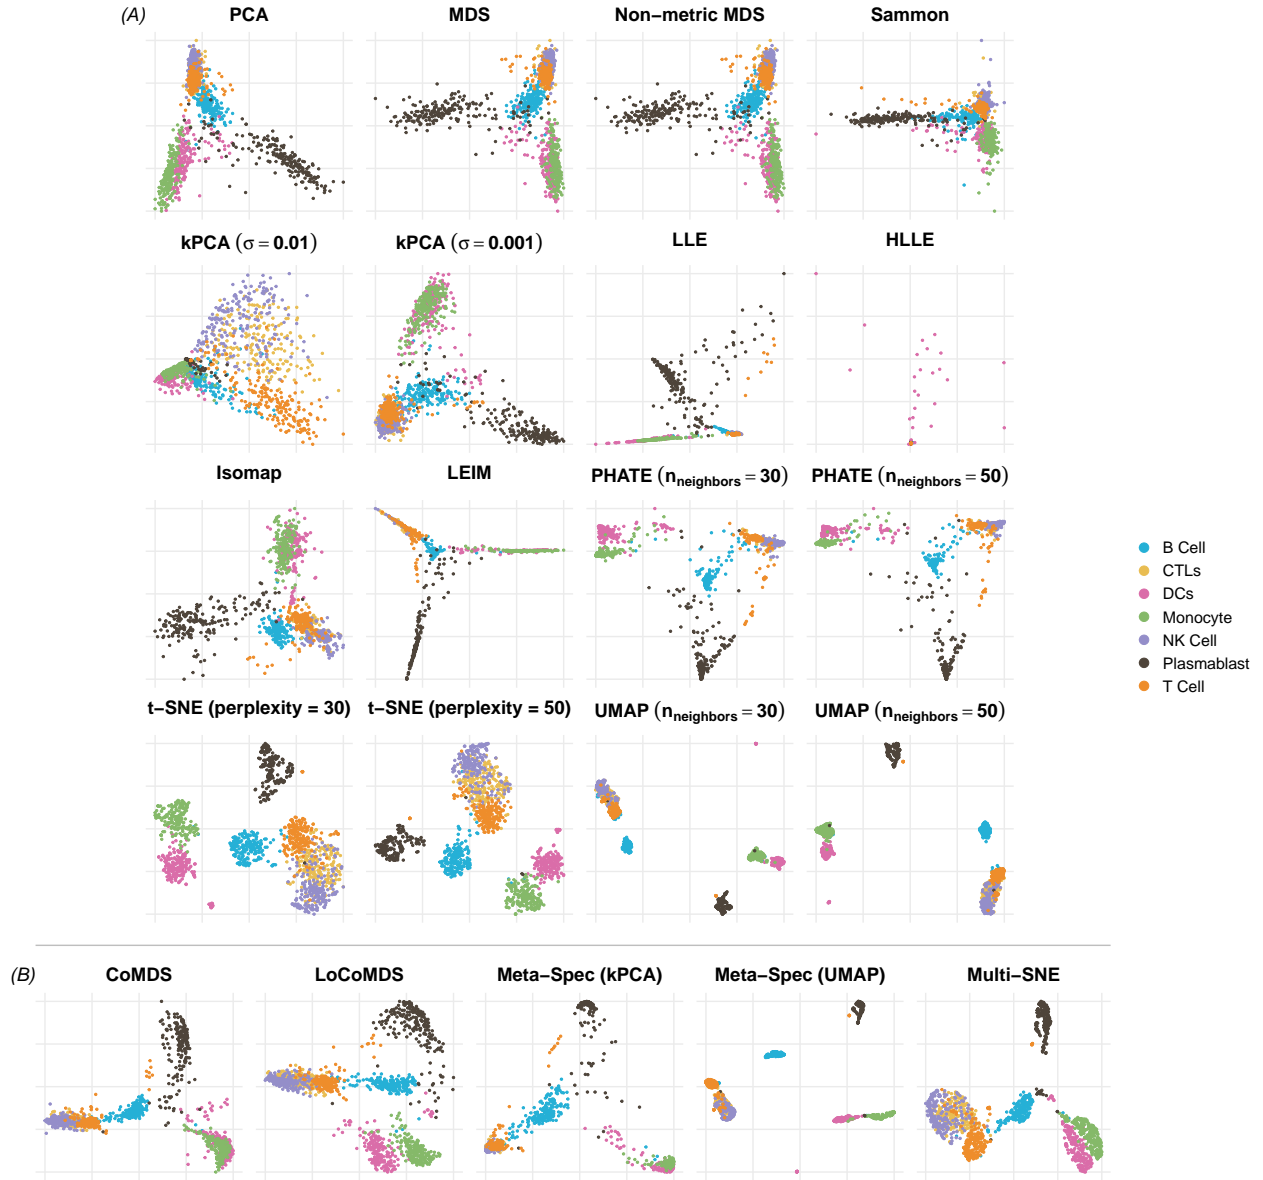 (A)
PCA
MDS
Non−metric MDS
Sammon
kPCA (σ = 0.01)
kPCA (σ = 0.001)
LLE
HLLE
Isomap
LEIM
PHATE (nneighbors = 30)
PHATE (nneighbors = 50)
t−SNE (perplexity = 30)
t−SNE (perplexity = 50)
UMAP (nneighbors = 30)
UMAP (nneighbors = 50)
B Cell
CTLs
DCs
Monocyte
NK Cell
Plasmablast
T Cell
(B)
CoMDS
LoCoMDS
Meta−Spec (kPCA)
Meta−Spec (UMAP)
Multi−SNE